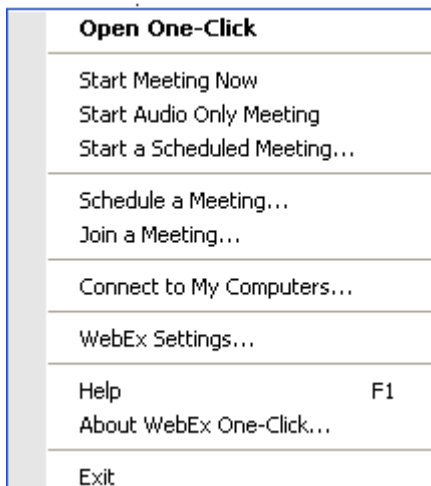 Open One-Click
Start Meeting Now
Start Audio Only Meeting
Start a Scheduled Meeting...
Schedule a Meeting...
Join a Meeting...
Connect to My Computers...
WebEx Settings...
Help F1
About WebEx One-Click...
Exit